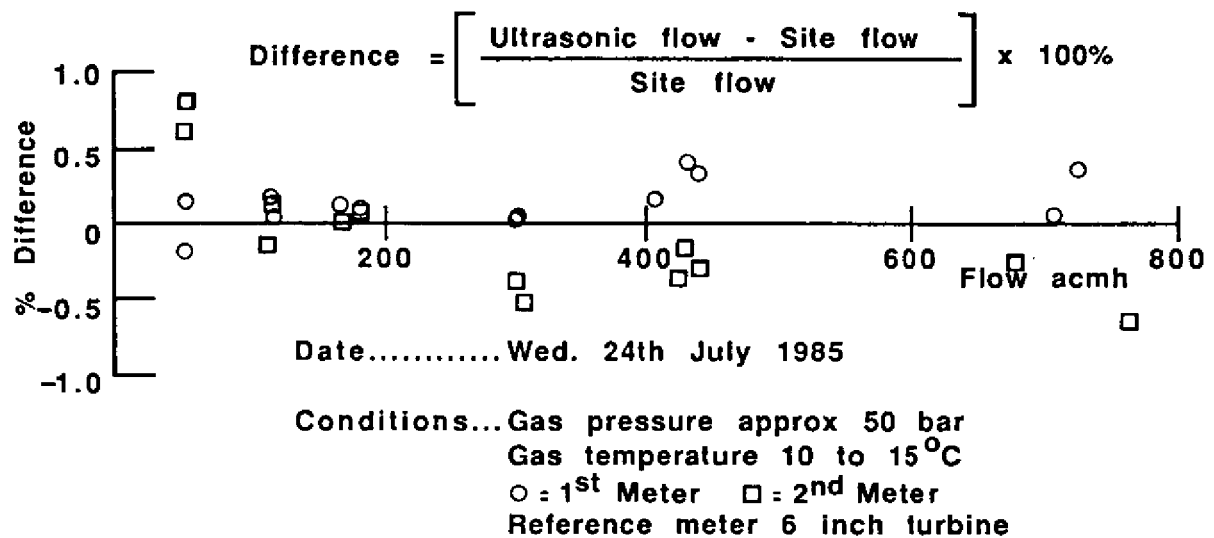 Difference = [ Ultrasonic flow - Site flow / Site flow ] x 100%
1.0
0.5
0
-0.5
-1.0
% Difference
200
400
600
800
Flow acmh
Date............ Wed. 24th July 1985
Conditions... Gas pressure approx 50 bar
Gas temperature 10 to 15°C
○ = 1st Meter □ = 2nd Meter
Reference meter 6 inch turbine